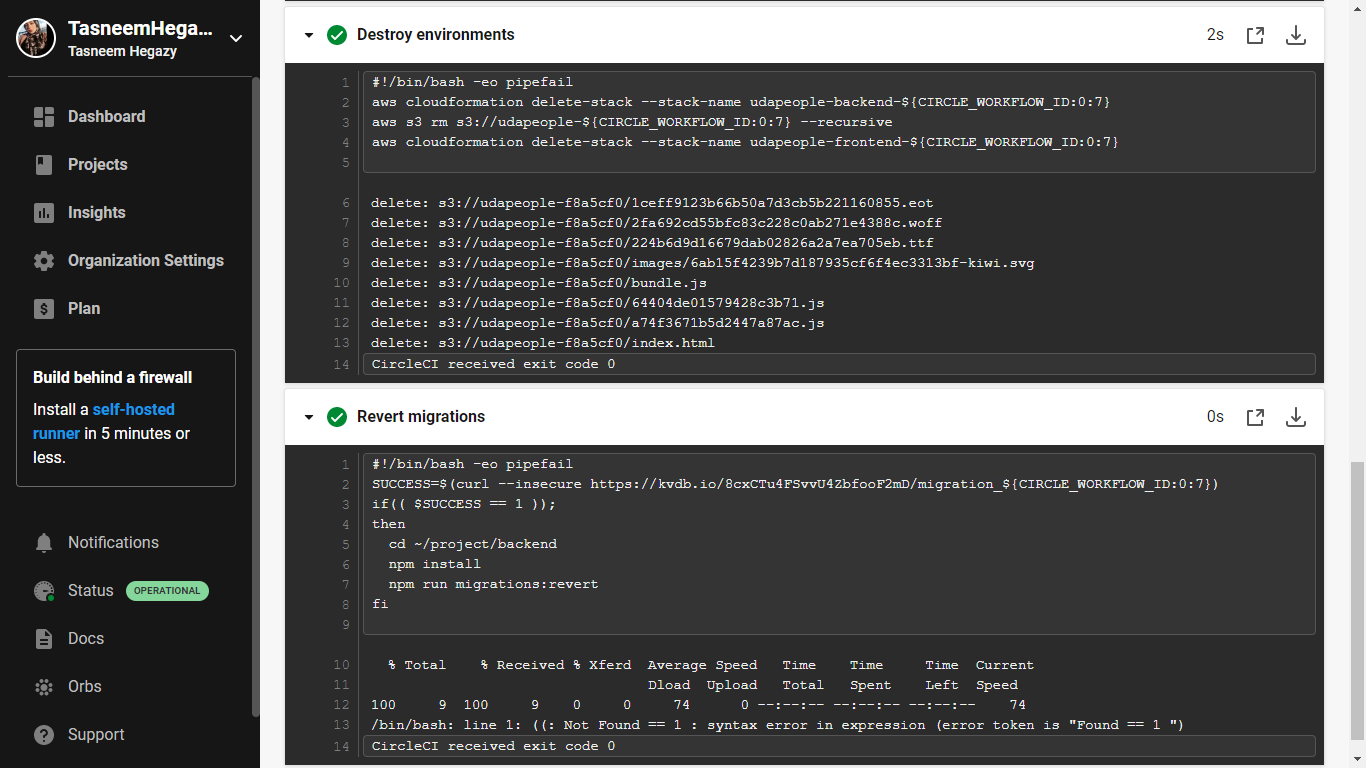 TasneemHega...
Tasneem Hegazy
Dashboard
Projects
Insights
Organization Settings
Plan
Build behind a firewall
Install a self-hosted
runner in 5 minutes or
less.
Notifications
Status OPERATIONAL
Docs
Orbs
Support
Destroy environments 2s
1 #!/bin/bash -eo pipefail
2 aws cloudformation delete-stack --stack-name udapeople-backend-${CIRCLE_WORKFLOW_ID:0:7}
3 aws s3 rm s3://udapeople-${CIRCLE_WORKFLOW_ID:0:7} --recursive
4 aws cloudformation delete-stack --stack-name udapeople-frontend-${CIRCLE_WORKFLOW_ID:0:7}
5
6 delete: s3://udapeople-f8a5cf0/1ceff9123b66b50a7d3cb5b221160855.eot
7 delete: s3://udapeople-f8a5cf0/2fa692cd55bfc83c228c0ab271e4388c.woff
8 delete: s3://udapeople-f8a5cf0/224b6d9d16679dab02826a2a7ea705eb.ttf
9 delete: s3://udapeople-f8a5cf0/images/6ab15f4239b7d187935cf6f4ec3313bf-kiwi.svg
10 delete: s3://udapeople-f8a5cf0/bundle.js
11 delete: s3://udapeople-f8a5cf0/64404de01579428c3b71.js
12 delete: s3://udapeople-f8a5cf0/a74f3671b5d2447a87ac.js
13 delete: s3://udapeople-f8a5cf0/index.html
14 CircleCI received exit code 0
Revert migrations 0s
1 #!/bin/bash -eo pipefail
2 SUCCESS=$(curl --insecure https://kvdb.io/8cxCTu4FSvvU4ZbfooF2mD/migration_${CIRCLE_WORKFLOW_ID:0:7})
3 if(( $SUCCESS == 1 ));
4 then
5 cd ~/project/backend
6 npm install
7 npm run migrations:revert
8 fi
9
10 % Total % Received % Xferd Average Speed Time Time Time Current
11 Dload Upload Total Spent Left Speed
12 100 9 100 9 0 0 74 0 --:--:-- --:--:-- --:--:-- 74
13 /bin/bash: line 1: ((: Not Found == 1 : syntax error in expression (error token is "Found == 1 ")
14 CircleCI received exit code 0